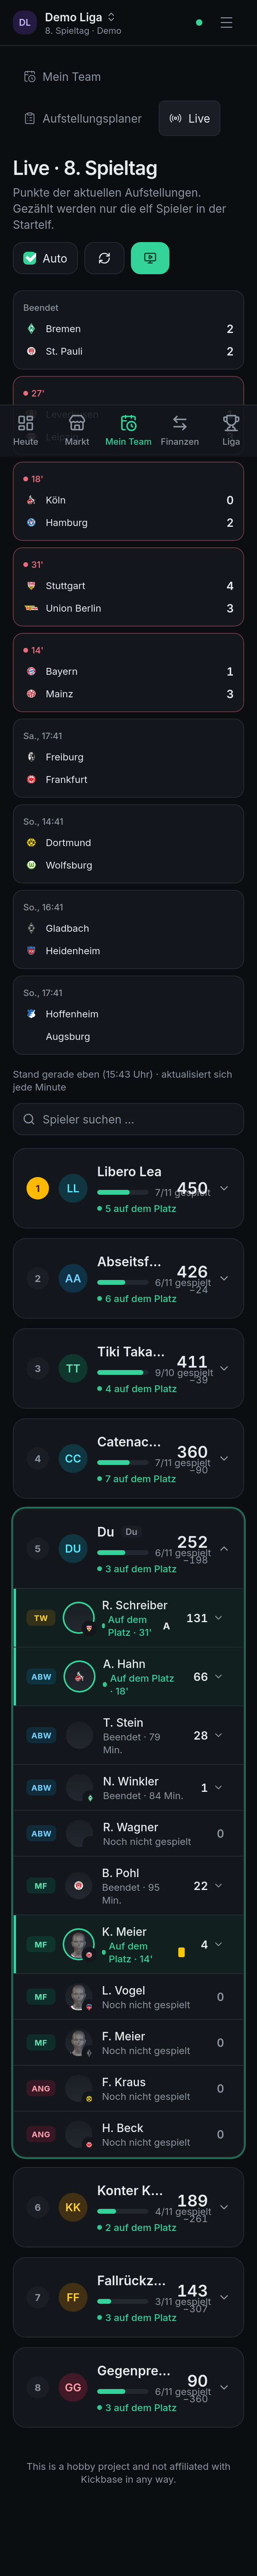 DL
Demo Liga
8. Spieltag · Demo
Mein Team
Aufstellungsplaner
Live
Live · 8. Spieltag
Punkte der aktuellen Aufstellungen.
Gezählt werden nur die elf Spieler in der
Startelf.
Auto
Beendet
Bremen 2
St. Pauli 2
27'
Heute
Markt
Mein Team
Finanzen
Liga
18'
Köln 0
Hamburg 2
31'
Stuttgart 4
Union Berlin 3
14'
Bayern 1
Mainz 3
Sa., 17:41
Freiburg
Frankfurt
So., 14:41
Dortmund
Wolfsburg
So., 16:41
Gladbach
Heidenheim
So., 17:41
Hoffenheim
Augsburg
Stand gerade eben (15:43 Uhr) · aktualisiert sich
jede Minute
Spieler suchen ...
1 LL Libero Lea 450
7/11 gespielt
5 auf dem Platz
2 AA Abseitsf... 426
6/11 gespielt −24
6 auf dem Platz
3 TT Tiki Taka... 411
9/10 gespielt −39
4 auf dem Platz
4 CC Catenac... 360
7/11 gespielt −90
7 auf dem Platz
5 DU Du Du 252
6/11 gespielt −198
3 auf dem Platz
TW R. Schreiber 131
Auf dem
Platz · 31' A
ABW A. Hahn 66
Auf dem Platz
· 18'
ABW T. Stein 28
Beendet · 79
Min.
ABW N. Winkler 1
Beendet · 84 Min.
ABW R. Wagner 0
Noch nicht gespielt
MF B. Pohl 22
Beendet · 95
Min.
MF K. Meier 4
Auf dem
Platz · 14'
MF L. Vogel 0
Noch nicht gespielt
MF F. Meier 0
Noch nicht gespielt
ANG F. Kraus 0
Noch nicht gespielt
ANG H. Beck 0
Noch nicht gespielt
6 KK Konter K... 189
4/11 gespielt −261
2 auf dem Platz
7 FF Fallrückz... 143
3/11 gespielt −307
3 auf dem Platz
8 GG Gegenpre... 90
6/11 gespielt −360
3 auf dem Platz
This is a hobby project and not affiliated with
Kickbase in any way.